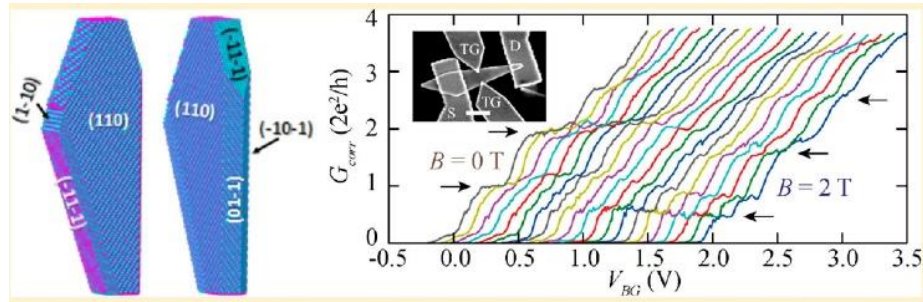 (1-10)
(110)
(-11-1)
(110)
(-11-1)
(-10-1)
(01-1)
G_corr (2e²/h)
4
3
2
1
0
TG
D
S
TG
B = 0 T
B = 2 T
-0.5 0.0 0.5 1.0 1.5 2.0 2.5 3.0 3.5
V_BG (V)